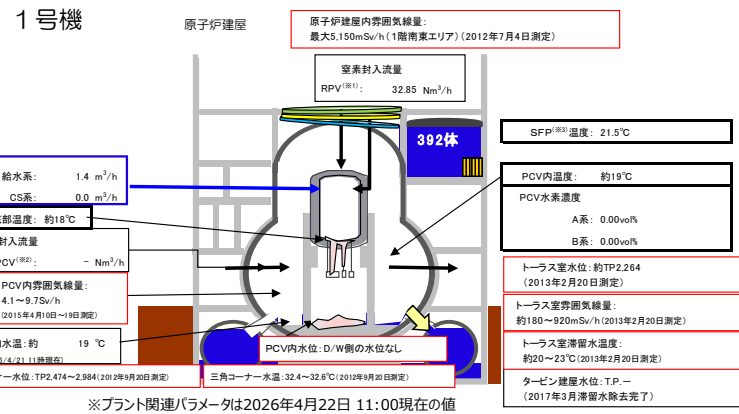 1号機
原子炉建屋
原子炉建屋内雰囲気線量:
最大5,150mSv/h(1階南東エリア)(2012年7月4日測定)
窒素封入流量
RPV(※1): 32.85 Nm³/h
392体
SFP(※3)温度: 21.5℃
給水系: 1.4 m³/h
CS系: 0.0 m³/h
部温度: 約18℃
封入流量
PCV(※2): - Nm³/h
PCV内雰囲気線量:
4.1~9.7Sv/h
(2015年4月10日~19日測定)
水温:約 19 ℃
/4/21 11時現在)
PCV内温度: 約19℃
PCV水素濃度
A系: 0.00vol%
B系: 0.00vol%
トーラス室水位:約TP2,264
(2013年2月20日測定)
トーラス室雰囲気線量:
約180~920mSv/h(2013年2月20日測定)
トーラス室滞留水温度:
約20~23℃(2013年2月20日測定)
タービン建屋水位:T.P.-
(2017年3月滞留水除去完了)
PCV内水位:D/W側の水位なし
ー水位:TP2,474~2,984(2012年9月20日測定)
三角コーナー水温:32.4~32.6℃(2012年9月20日測定)
※プラント関連パラメータは2026年4月22日 11:00現在の値